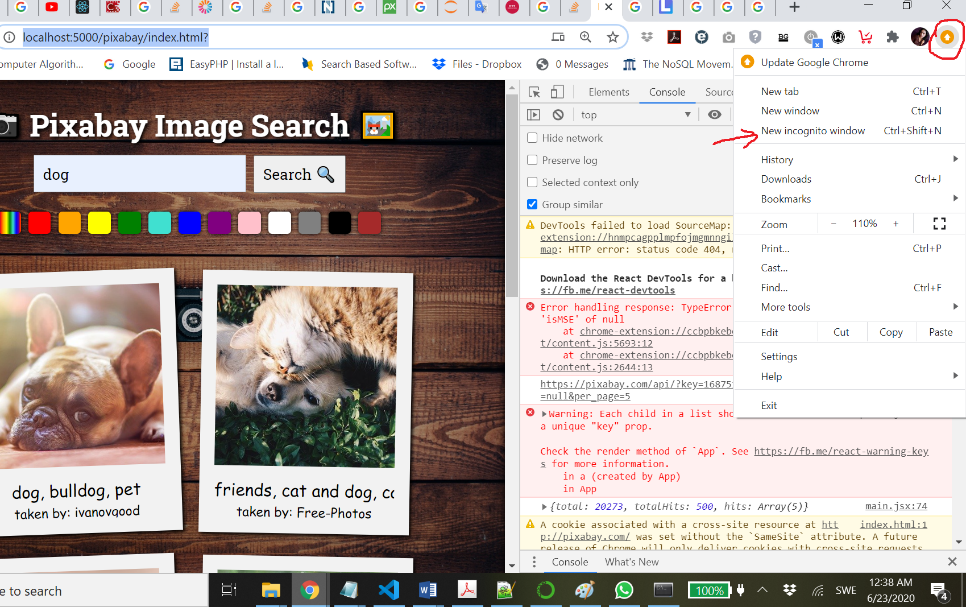 localhost:5000/pixabay/index.html?
omputer Algorith...
Google
EasyPHP | Install a l...
Search Based Softw...
Files - Dropbox
0 Messages
The NoSQL Movem
Update Google Chrome
New tab Ctrl+T
New window Ctrl+N
New incognito window Ctrl+Shift+N
History
Downloads Ctrl+J
Bookmarks
Zoom − 110% +
Print... Ctrl+P
Cast...
Find... Ctrl+F
More tools
Edit Cut Copy Paste
Settings
Help
Exit
Pixabay Image Search
dog
Search
dog, bulldog, pet
taken by: ivanovgood
friends, cat and dog, cc
taken by: Free-Photos
Elements Console Sourc
top
Hide network
Preserve log
Selected context only
Group similar
DevTools failed to load SourceMap:
extension://hnmpcagpplmpfojmgmnngi
map: HTTP error: status code 404,
Download the React DevTools for a b
s://fb.me/react-devtools
Error handling response: TypeError
'isMSE' of null
at chrome-extension://ccbpbkebo
t/content.js:5693:12
at chrome-extension://ccbpbkebo
t/content.js:2644:13
https://pixabay.com/api/?key=16875
=null&per_page=5
Warning: Each child in a list sho
a unique "key" prop.
Check the render method of `App`. See https://fb.me/react-warning-key
s for more information.
in a (created by App)
in App
{total: 20273, totalHits: 500, hits: Array(5)} main.jsx:74
A cookie associated with a cross-site resource at htt index.html:1
p://pixabay.com/ was set without the `SameSite` attribute. A future
release of Chrome will only deliver cookies with cross-site requests
Console What's New
e to search
100%
SWE
12:38 AM
6/23/2020
4